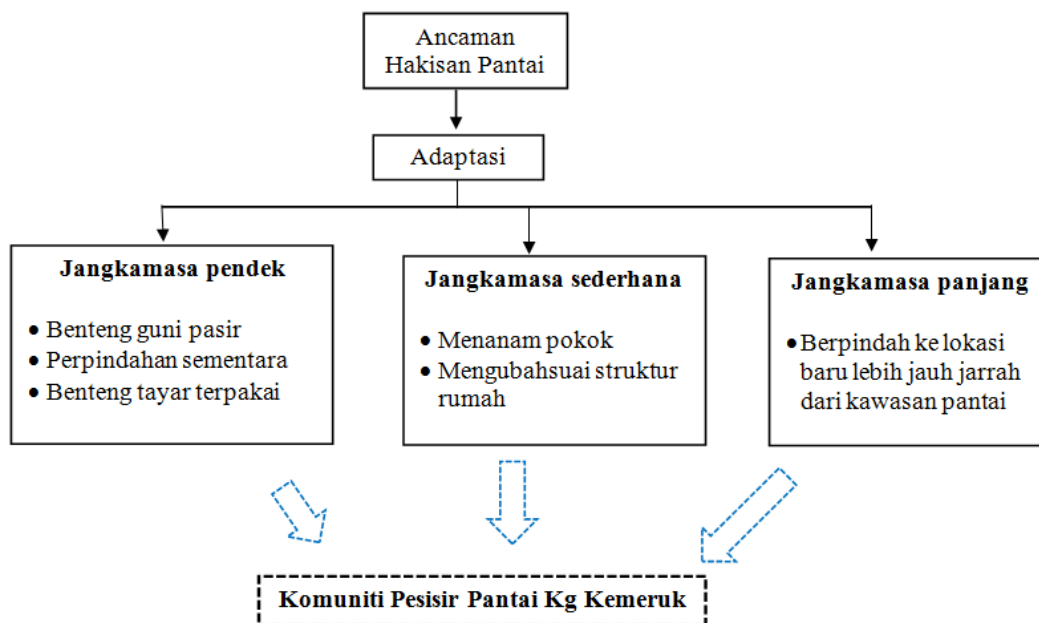 Ancaman
Hakisan Pantai
Adaptasi
Jangkamasa pendek
• Benteng guni pasir
• Perpindahan sementara
• Benteng tayar terpakai
Jangkamasa sederhana
• Menanam pokok
• Mengubahsuai struktur
rumah
Jangkamasa panjang
• Berpindah ke lokasi
baru lebih jauh jarrah
dari kawasan pantai
Komuniti Pesisir Pantai Kg Kemeruk